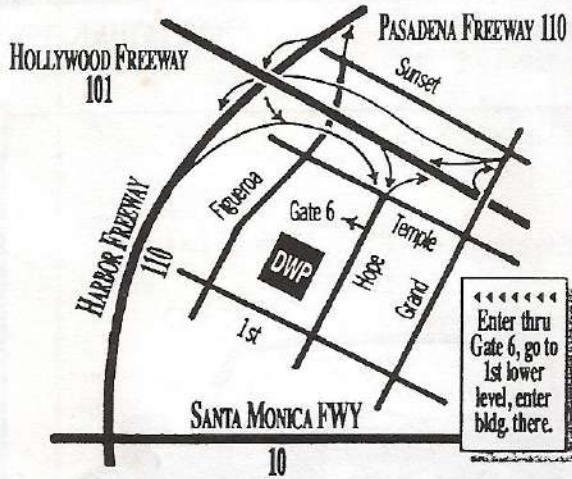 PASADENA FREEWAY 110
HOLLYWOOD FREEWAY
101
Sunset
HARBOR FREEWAY
110
Figueroa
Gate 6
DWP
Temple
Hope
Grand
1st
Enter thru
Gate 6, go to
1st lower
level, enter
bldg. there.
SANTA MONICA FWY
10